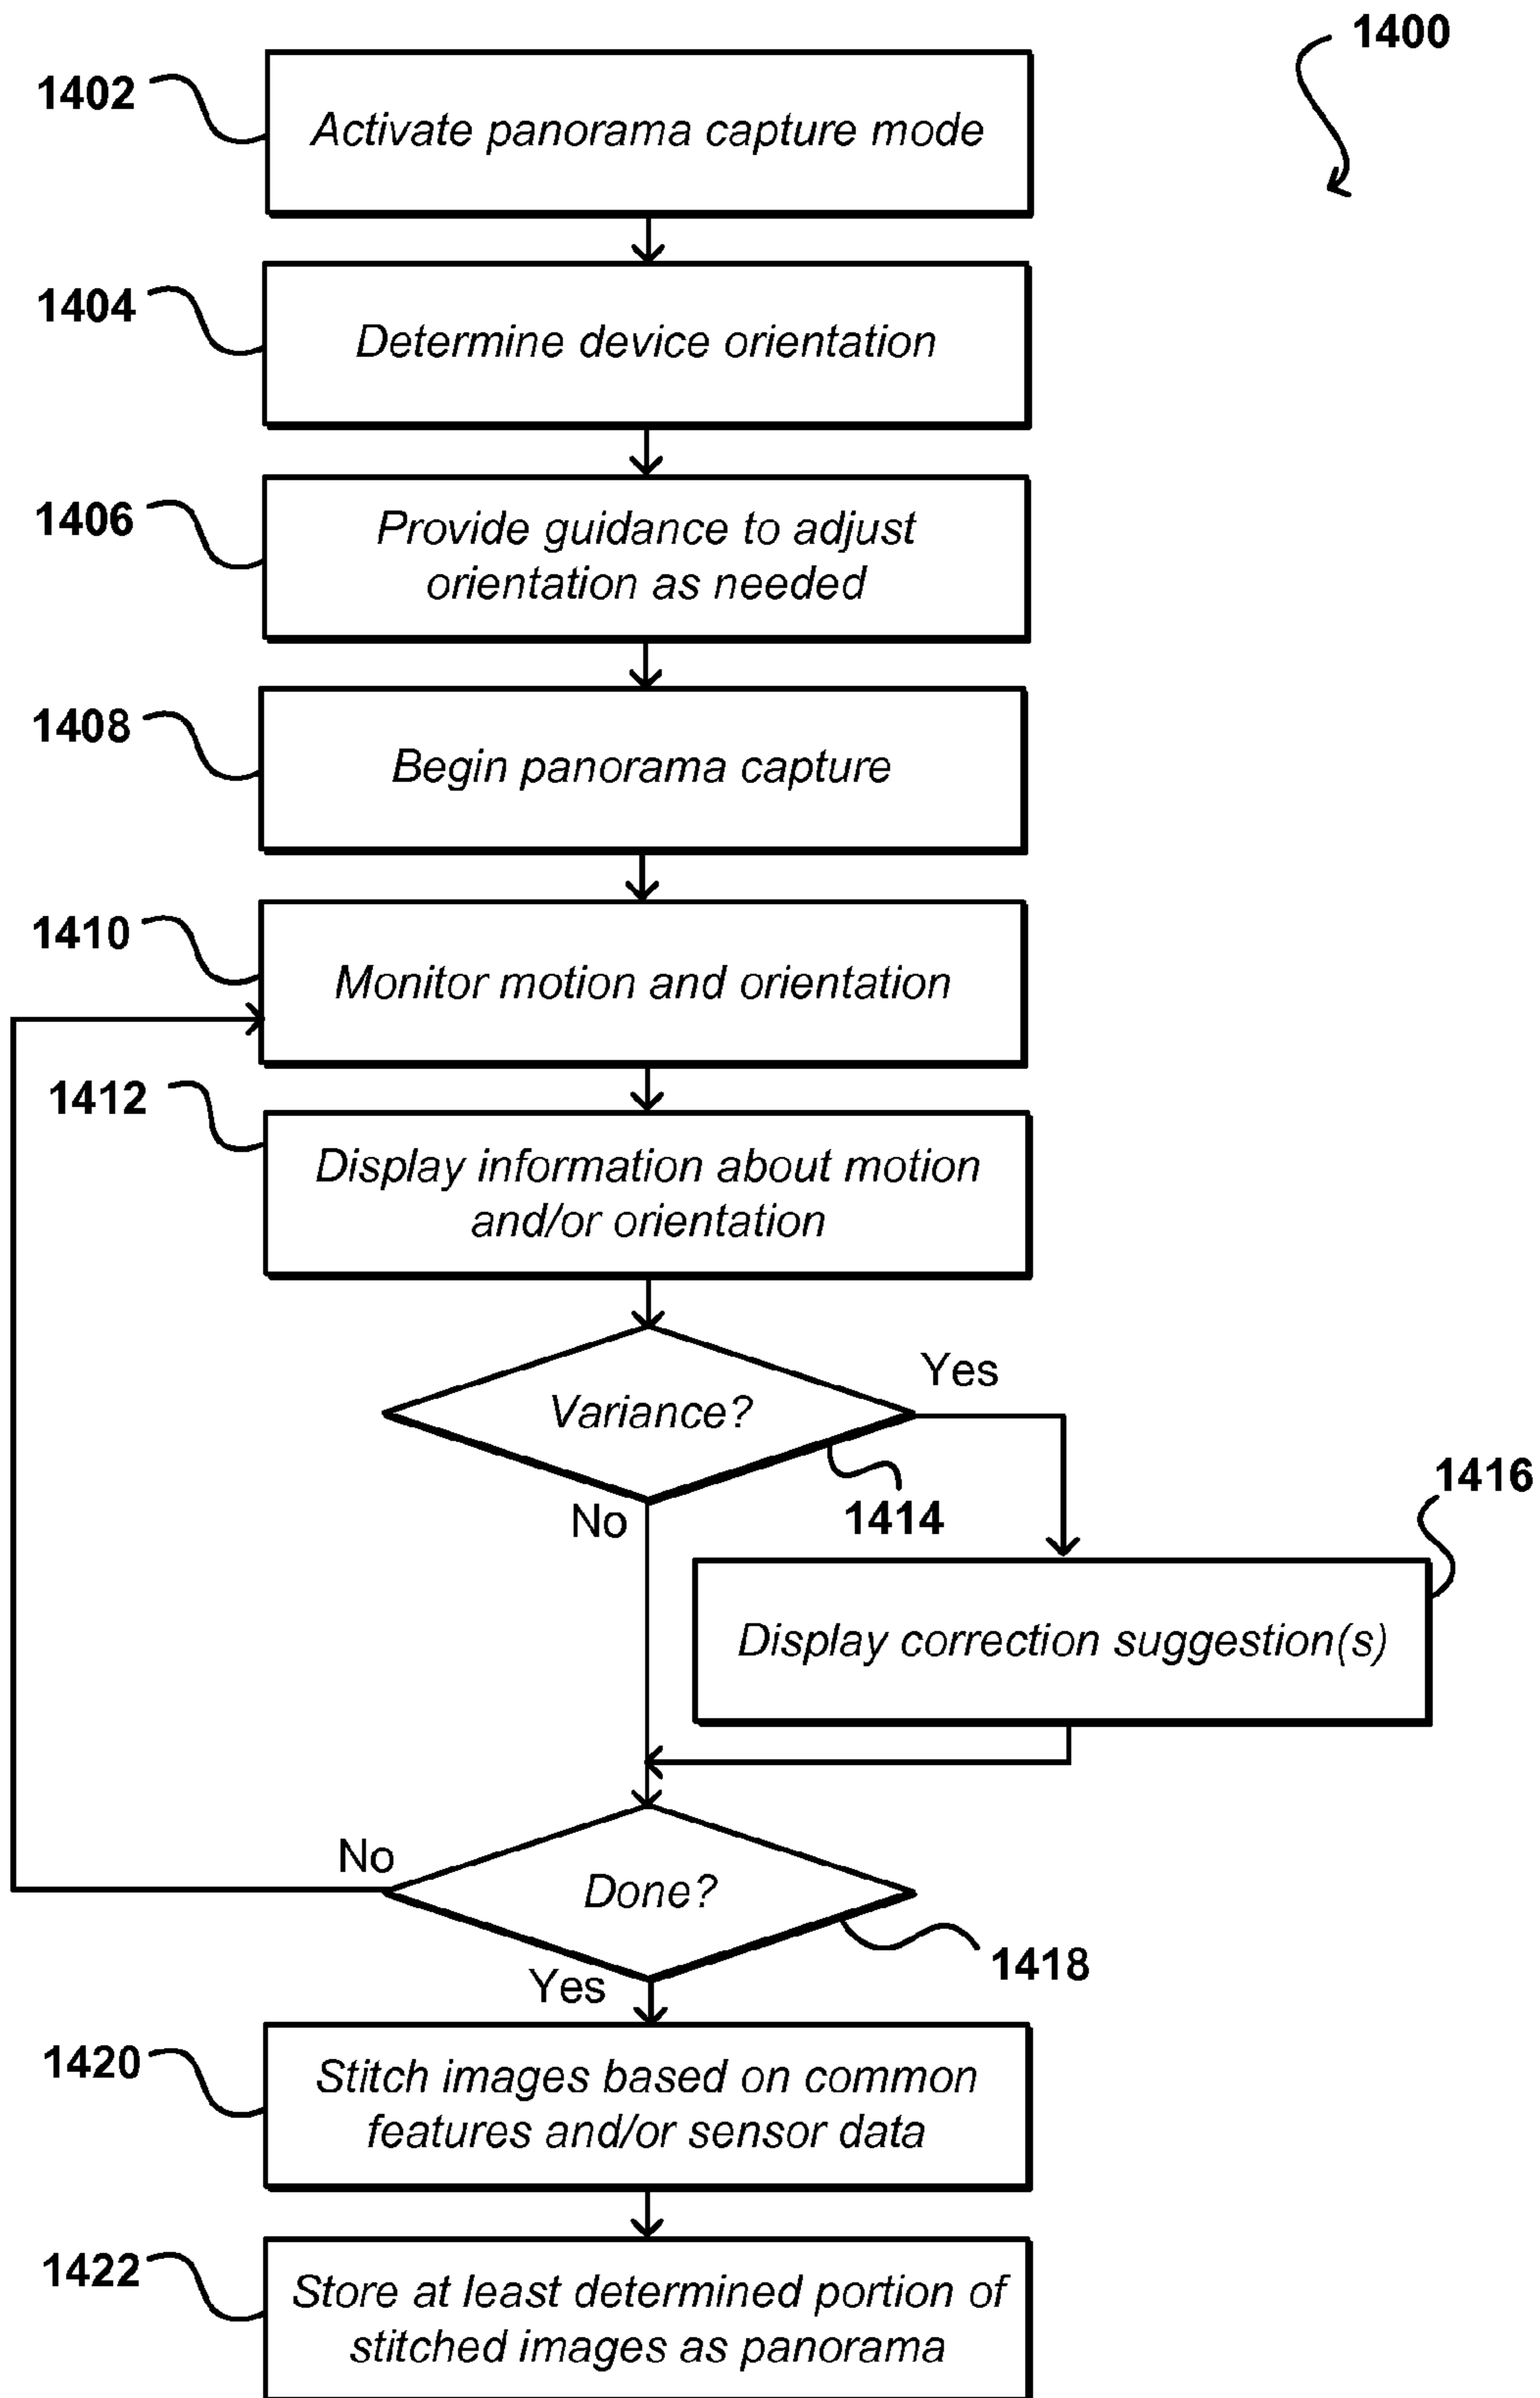 1400
1402
Activate panorama capture mode
1404
Determine device orientation
1406
Provide guidance to adjust
orientation as needed
1408
Begin panorama capture
1410
Monitor motion and orientation
1412
Display information about motion
and/or orientation
Variance?
Yes
No
1414
1416
Display correction suggestion(s)
No
Done?
Yes
1418
1420
Stitch images based on common
features and/or sensor data
1422
Store at least determined portion of
stitched images as panorama